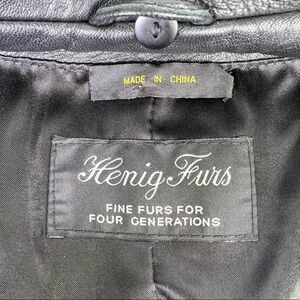 MADE IN CHINA
Henig Furs
FINE FURS FOR
FOUR GENERATIONS